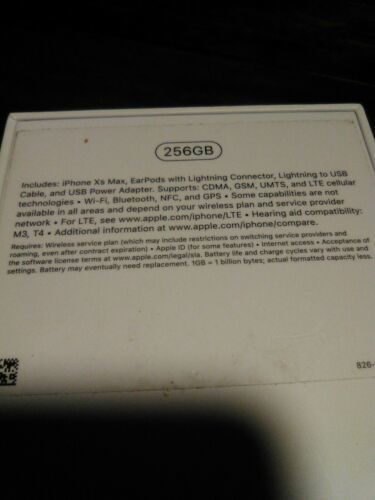 256GB
Includes: iPhone Xs Max, EarPods with Lightning Connector, Lightning to USB
Cable, and USB Power Adapter. Supports: CDMA, GSM, UMTS, and LTE cellular
technologies • Wi-Fi, Bluetooth, NFC, and GPS • Some capabilities are not
available in all areas and depend on your wireless plan and service provider
network • For LTE, see www.apple.com/iphone/LTE • Hearing aid compatibility:
M3, T4 • Additional information at www.apple.com/iphone/compare.
Requires: Wireless service plan (which may include restrictions on switching service providers and
roaming, even after contract expiration) • Apple ID (for some features) • Internet access • Acceptance of
the software license terms at www.apple.com/legal/sla. Battery life and charge cycles vary with use and
settings. Battery may eventually need replacement. 1GB = 1 billion bytes; actual formatted capacity less.
826-